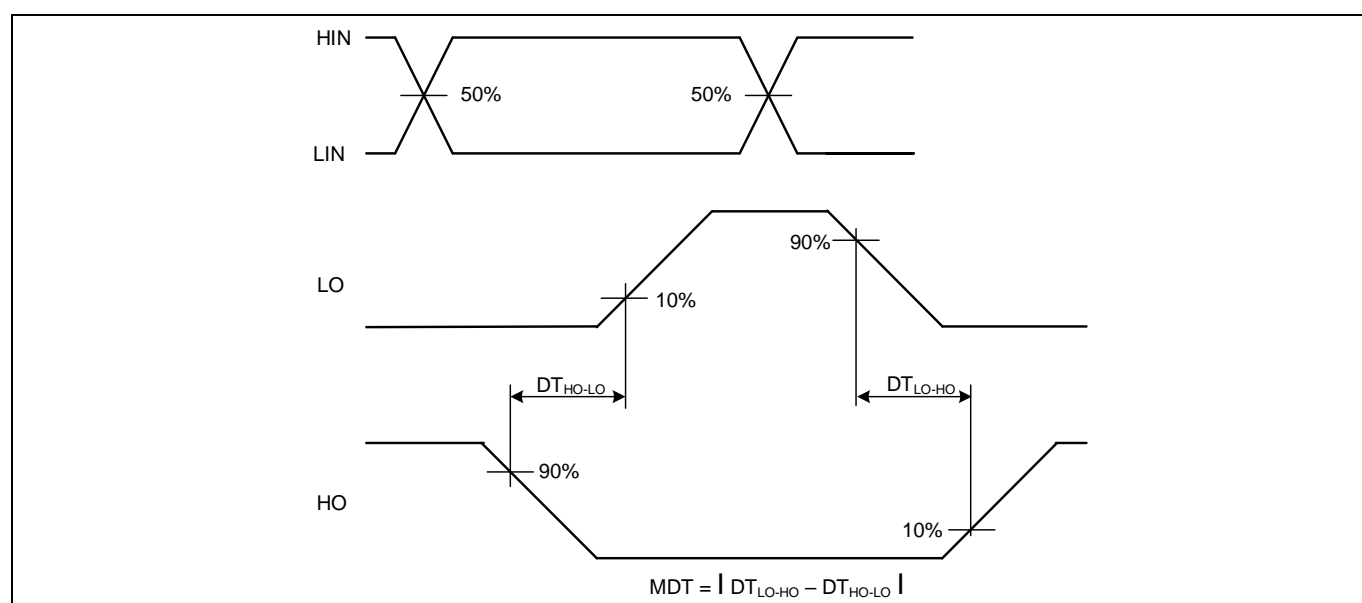 HIN
50% 50%
LIN
90%
LO
10%
DTHO-LO DTLO-HO
90%
HO
10%
MDT = | DTLO-HO – DTHO-LO |